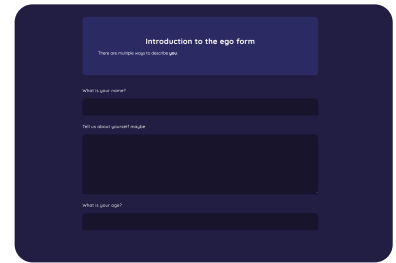 Introduction to the ego form
There are multiple ways to describe you.
What is your name?
Tell us about yourself maybe
What is your age?